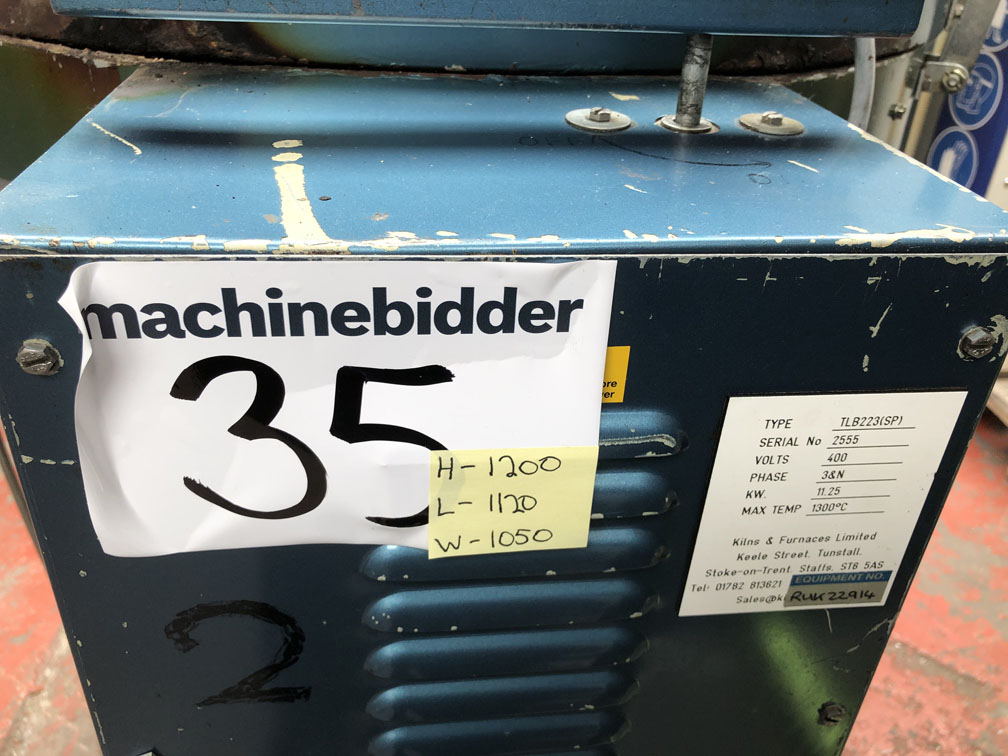 machinebidder
35
H-1200
L-1120
W-1050
2
TYPE TLB223(SP)
SERIAL No 2555
VOLTS 400
PHASE 3&N
KW. 11.25
MAX TEMP 1300°C
Kilns & Furnaces Limited
Keele Street, Tunstall,
Stoke-on-Trent, Staffs, ST6 5AS
Tel: 01782 813621
EQUIPMENT NO.
RUK22914